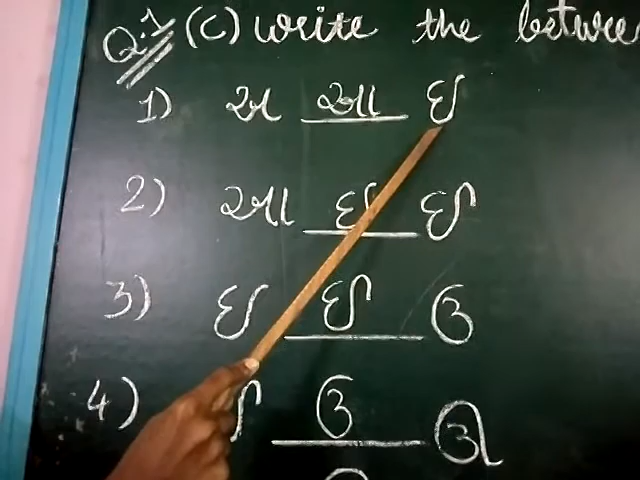 Q:1 (C) write the betwee
1) અ આ ઇ
2) આ ઇ ઈ
3) ઇ ઈ ઉ
4) ઉ ઊ